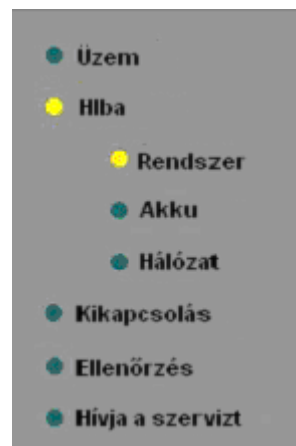 Üzem
HIba
Rendszer
Akku
Hálózat
Kikapcsolás
Ellenőrzés
Hívja a szervizt